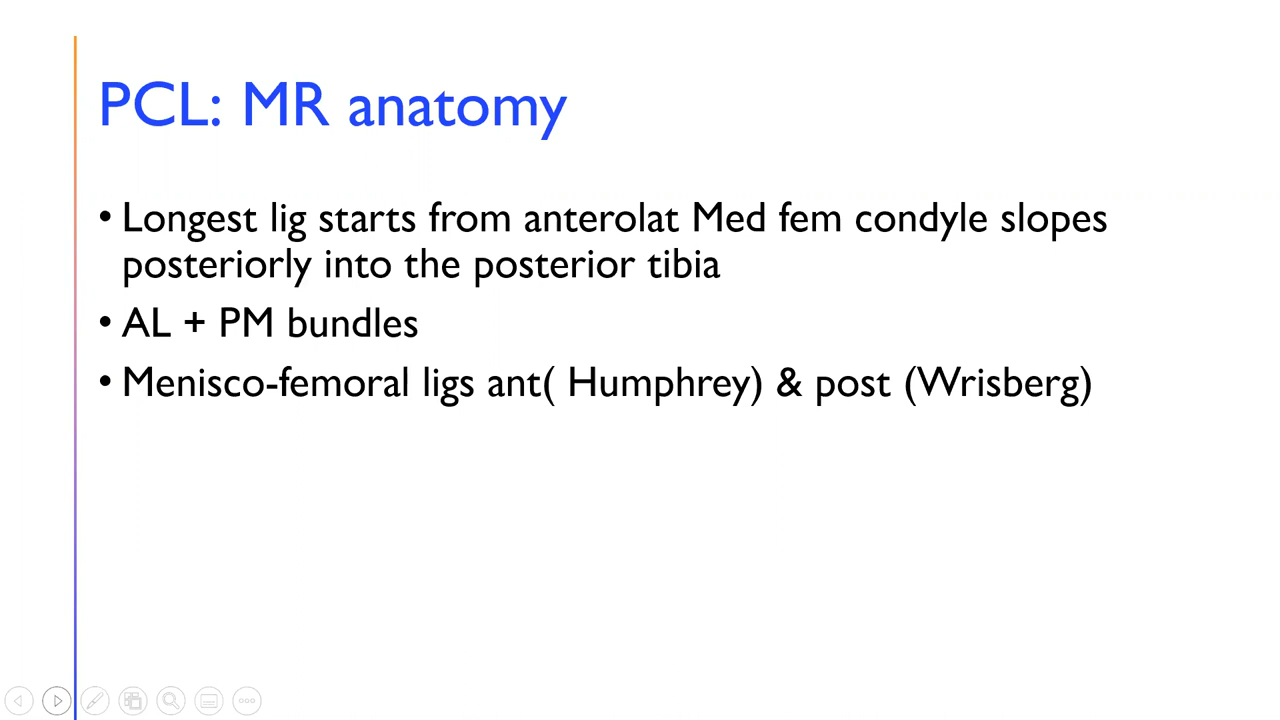 PCL: MR anatomy
• Longest lig starts from anterolat Med fem condyle slopes
posteriorly into the posterior tibia
• AL + PM bundles
• Menisco-femoral ligs ant( Humphrey) & post (Wrisberg)